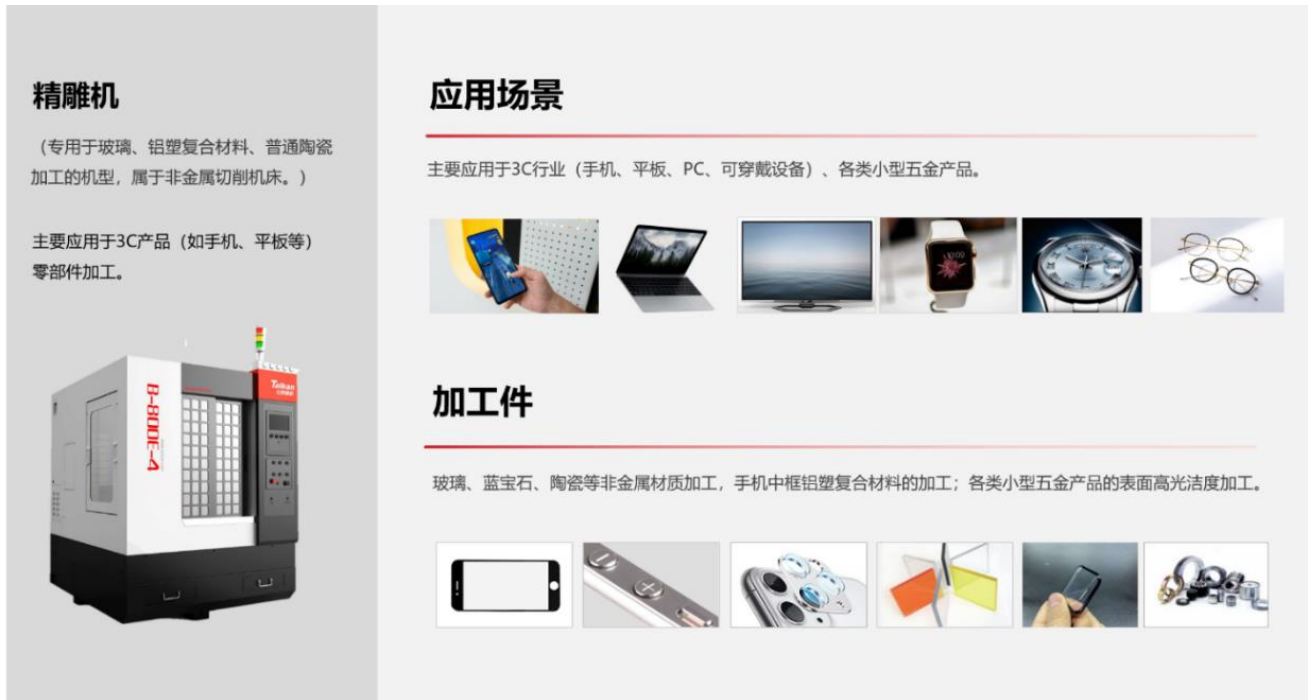 精雕机
（专用于玻璃、铝塑复合材料、普通陶瓷
加工的机型，属于非金属切削机床。）
主要应用于3C产品（如手机、平板等）
零部件加工。
Taikan
B-800E-4
应用场景
主要应用于3C行业（手机、平板、PC、可穿戴设备）、各类小型五金产品。
10:09
加工件
玻璃、蓝宝石、陶瓷等非金属材质加工，手机中框铝塑复合材料的加工；各类小型五金产品的表面高光洁度加工。